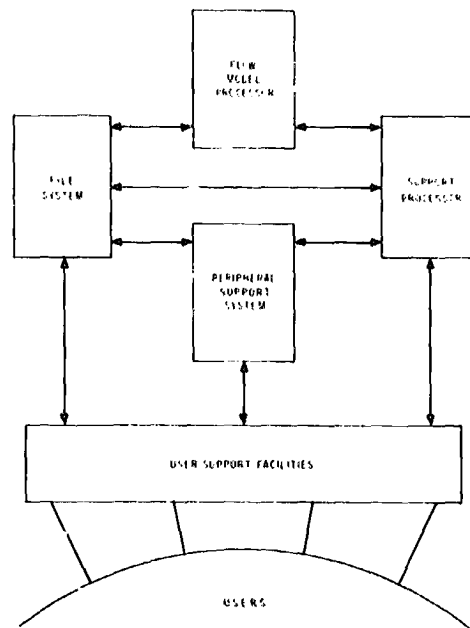 FLOW
MODEL
PROCESSOR
FILE
SYSTEM
SUPPORT
PROCESSOR
PERIPHERAL
SUPPORT
SYSTEM
USER SUPPORT FACILITIES
USERS